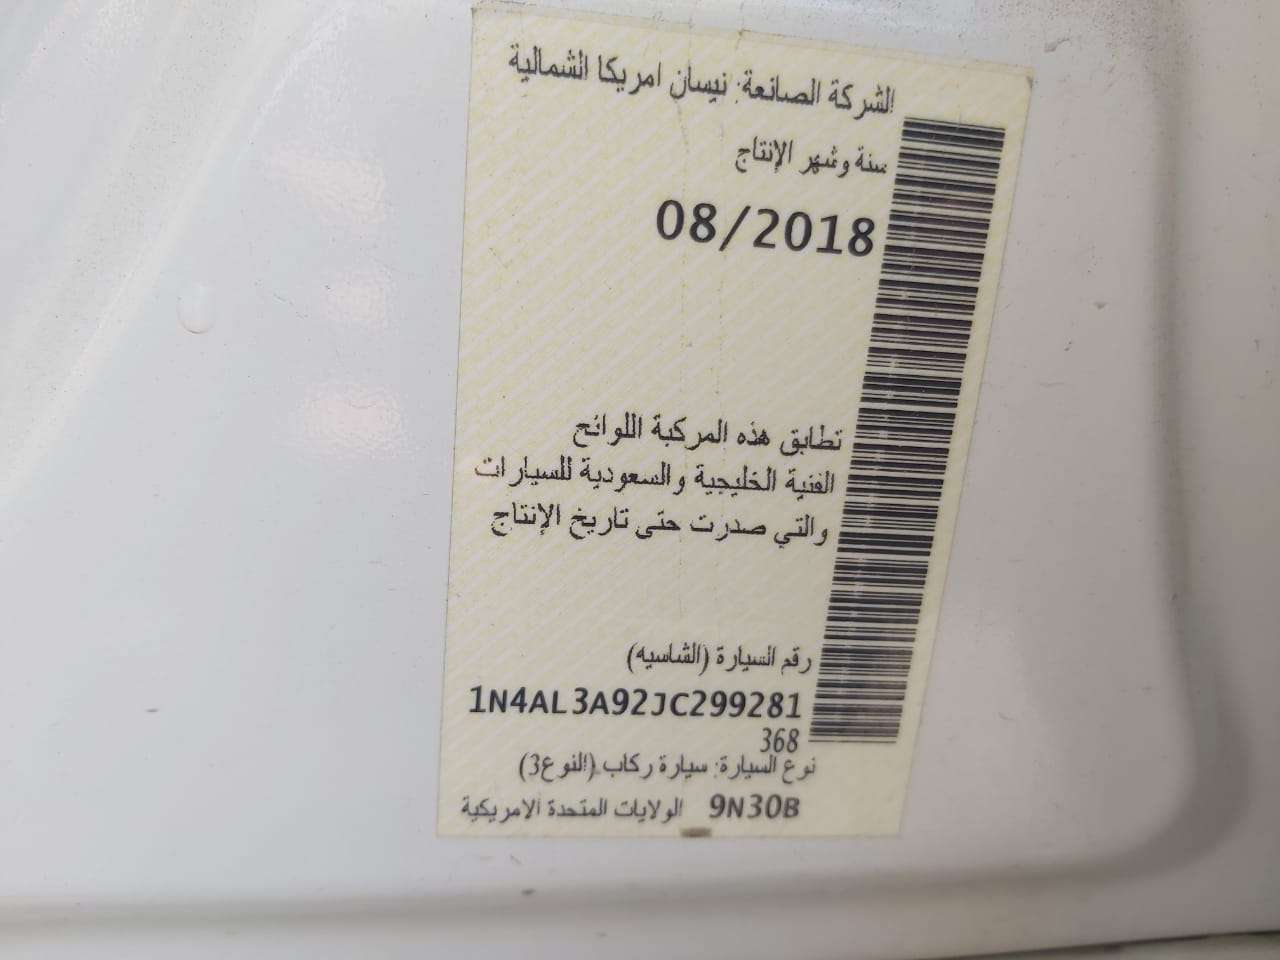 الشركة الصانعة: نيسان امريكا الشمالية
سنة وشهر الإنتاج
08/2018
تطابق هذه المركبة اللوائح
الفنية الخليجية والسعودية للسيارات
والتي صدرت حتى تاريخ الإنتاج
رقم السيارة (الشاسيه)
1N4AL3A92JC299281
368
نوع السيارة: سيارة ركاب (النوع3)
9N30B الولايات المتحدة الامريكية